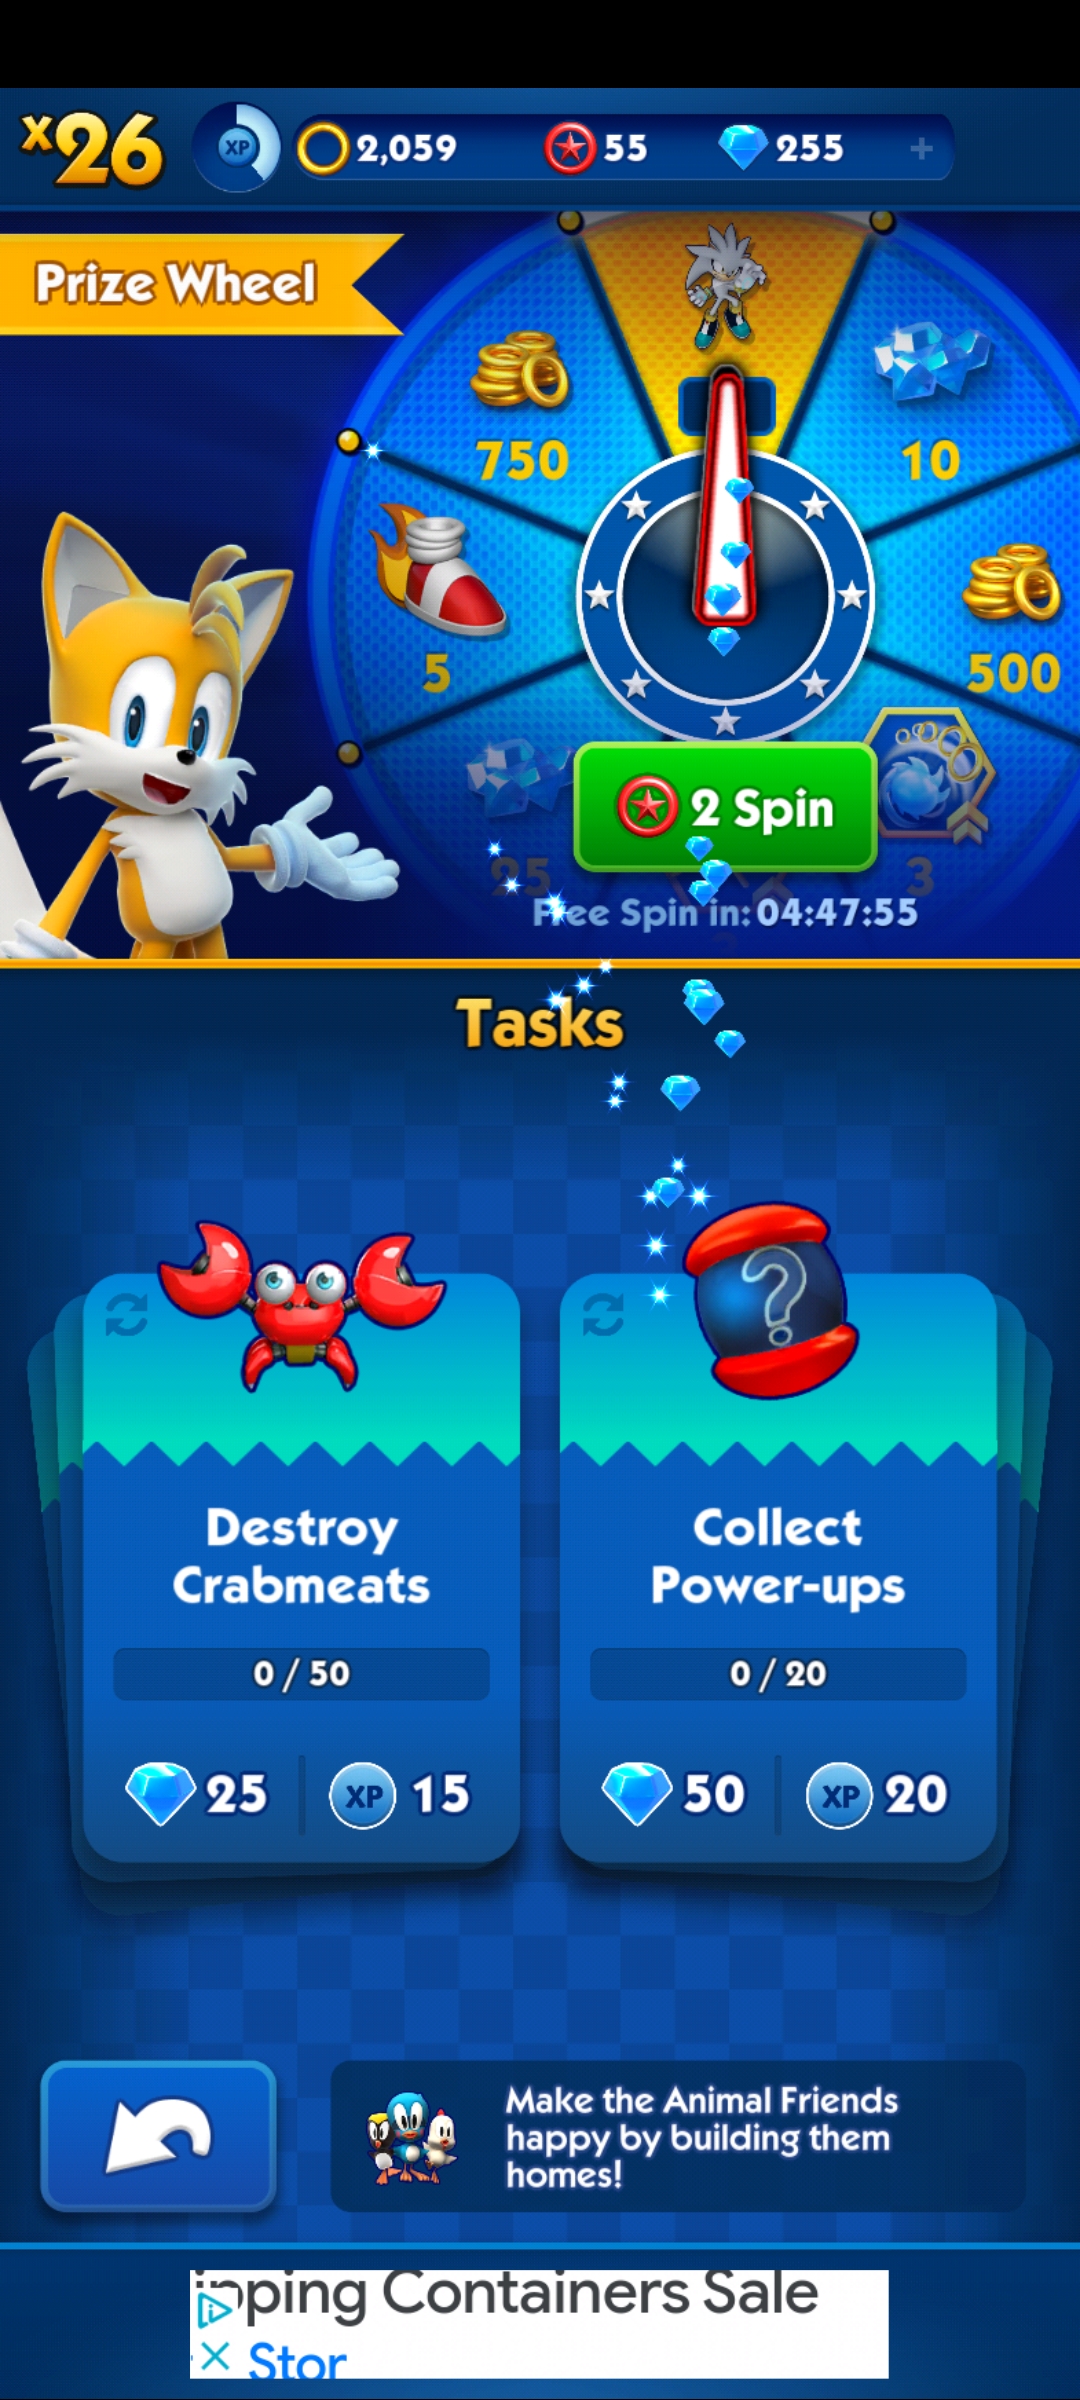 x26
XP
2,059
55
255
+
Prize Wheel
750
10
5
500
2 Spin
25
3
Free Spin in: 04:47:55
Tasks
?
Destroy
Crabmeats
Collect
Power-ups
0 / 50
0 / 20
25
XP 15
50
XP 20
Make the Animal Friends
happy by building them
homes!
pping Containers Sale
Stor